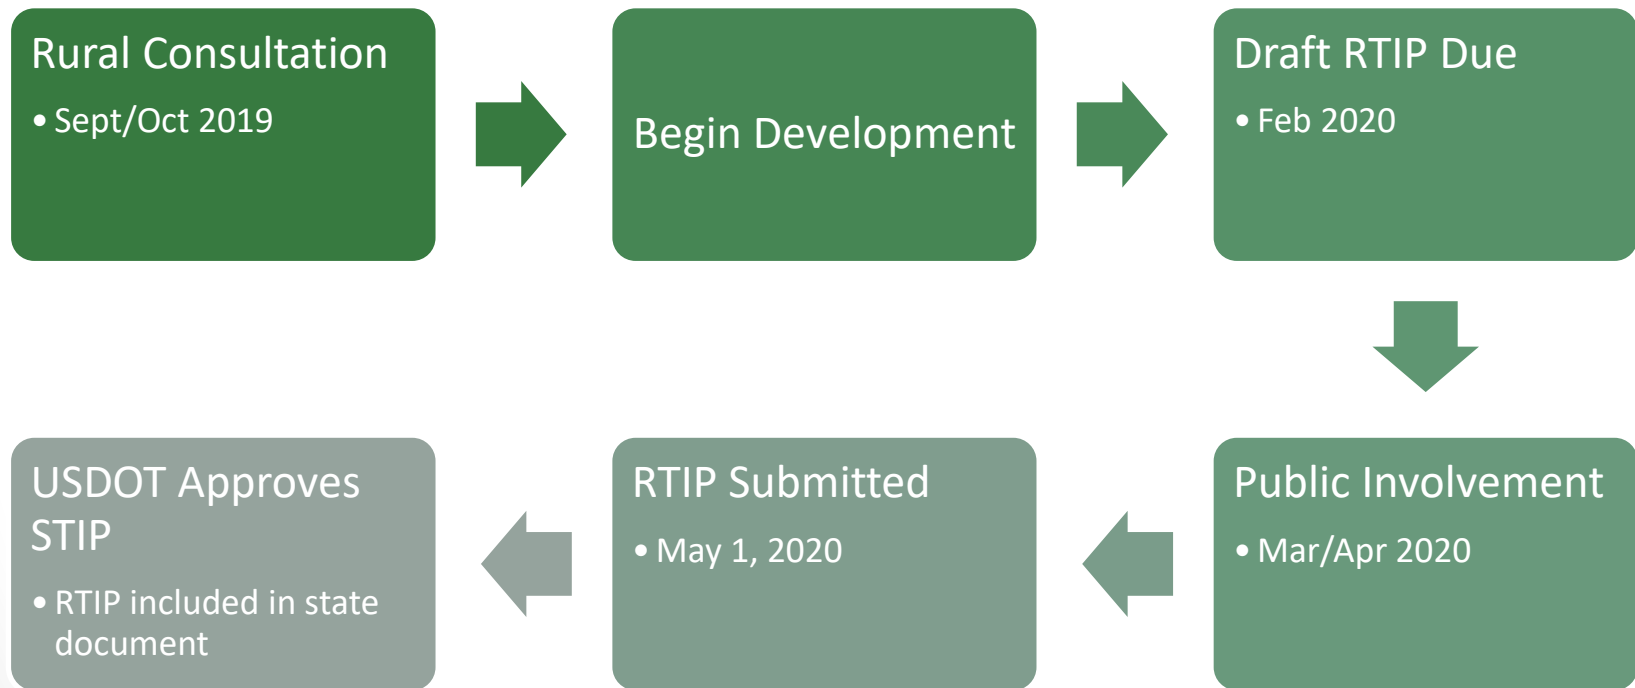 Rural Consultation
• Sept/Oct 2019
Begin Development
Draft RTIP Due
• Feb 2020
Public Involvement
• Mar/Apr 2020
RTIP Submitted
• May 1, 2020
USDOT Approves
STIP
• RTIP included in state
document